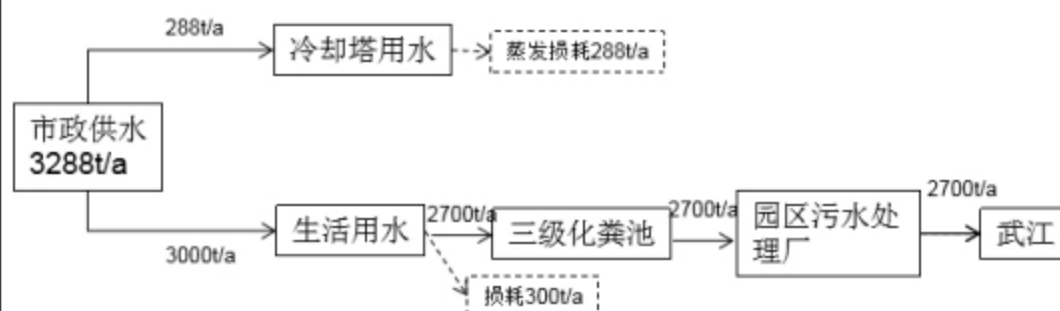 288t/a
冷却塔用水
蒸发损耗288t/a
市政供水
3288t/a
3000t/a
生活用水
2700t/a
三级化粪池
2700t/a
园区污水处
理厂
2700t/a
武江
损耗300t/a